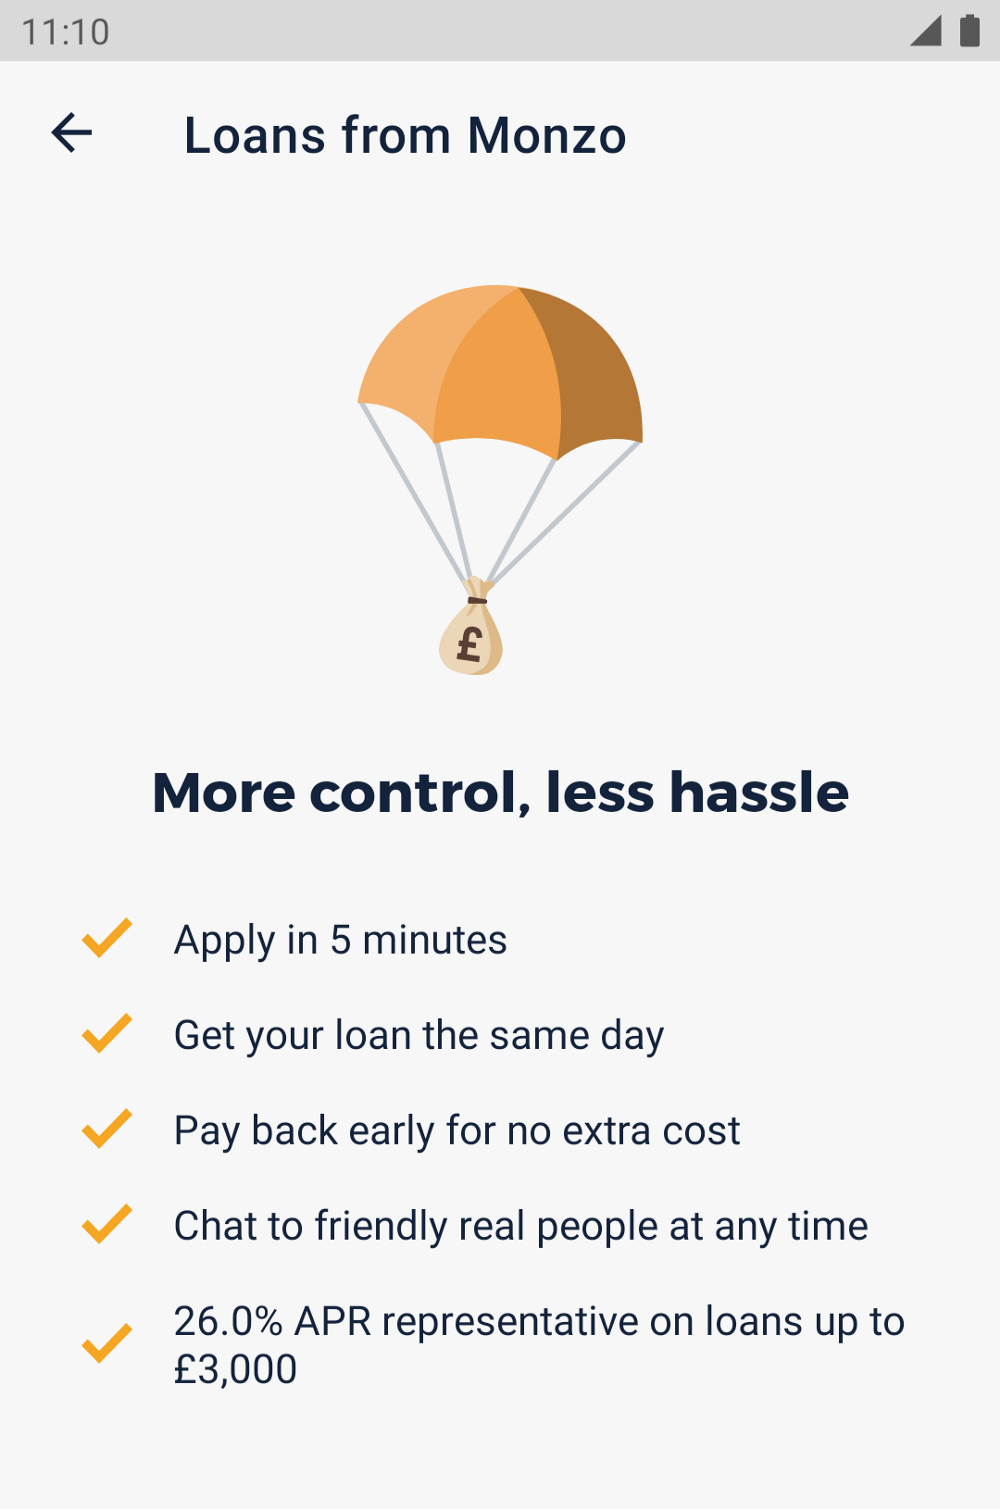 11:10
Loans from Monzo
£
More control, less hassle
Apply in 5 minutes
Get your loan the same day
Pay back early for no extra cost
Chat to friendly real people at any time
26.0% APR representative on loans up to
£3,000